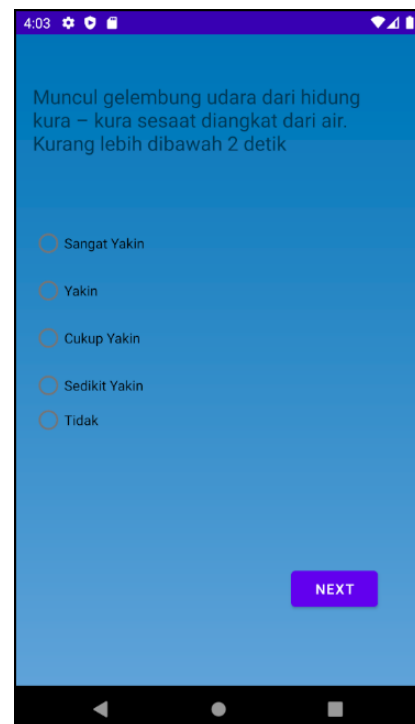 4:03
Muncul gelembung udara dari hidung
kura – kura sesaat diangkat dari air.
Kurang lebih dibawah 2 detik
Sangat Yakin
Yakin
Cukup Yakin
Sedikit Yakin
Tidak
NEXT